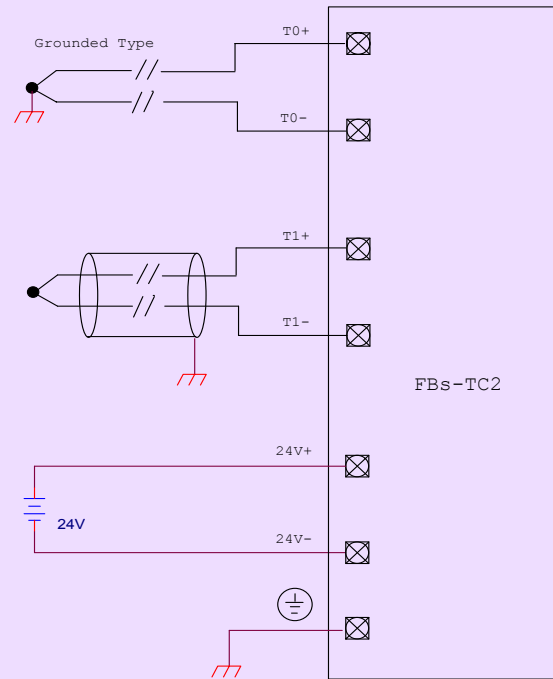 T0+
Grounded Type
T0-
T1+
T1-
FBs-TC2
24V+
24V
24V-